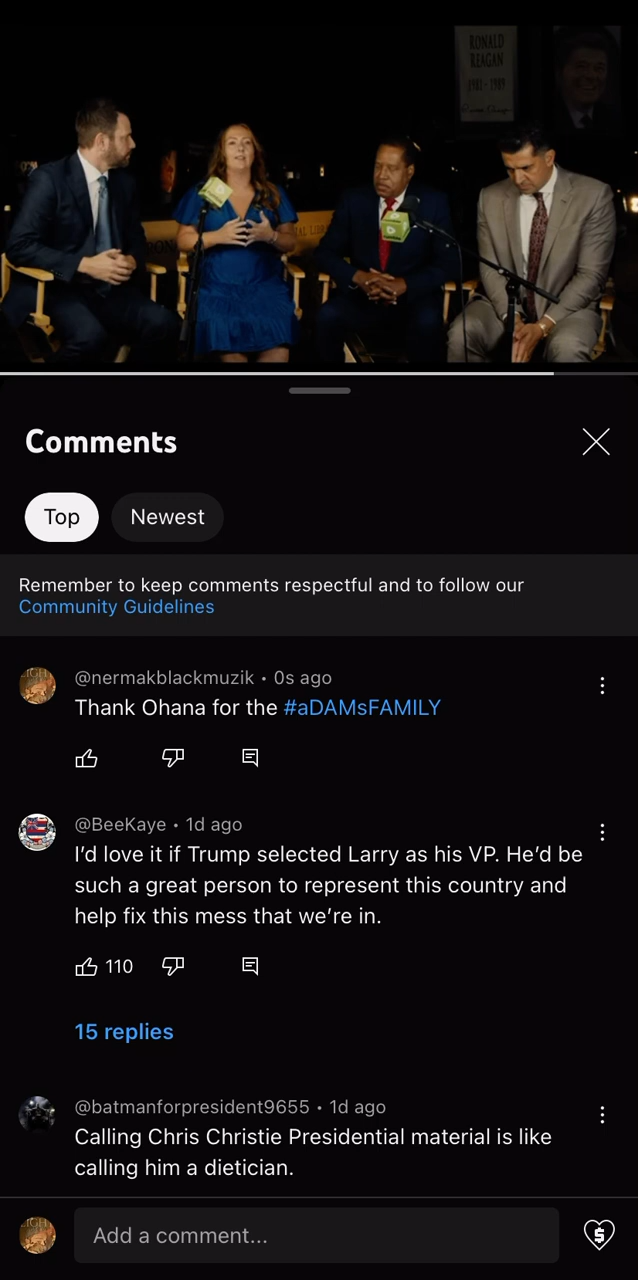 RONALD
REAGAN
Comments
Top
Newest
Remember to keep comments respectful and to follow our
Community Guidelines
@nermakblackmuzik • 0s ago
Thank Ohana for the #aDAMsFAMILY
@BeeKaye • 1d ago
I’d love it if Trump selected Larry as his VP. He’d be
such a great person to represent this country and
help fix this mess that we’re in.
110
15 replies
@batmanforpresident9655 • 1d ago
Calling Chris Christie Presidential material is like
calling him a dietician.
Add a comment...